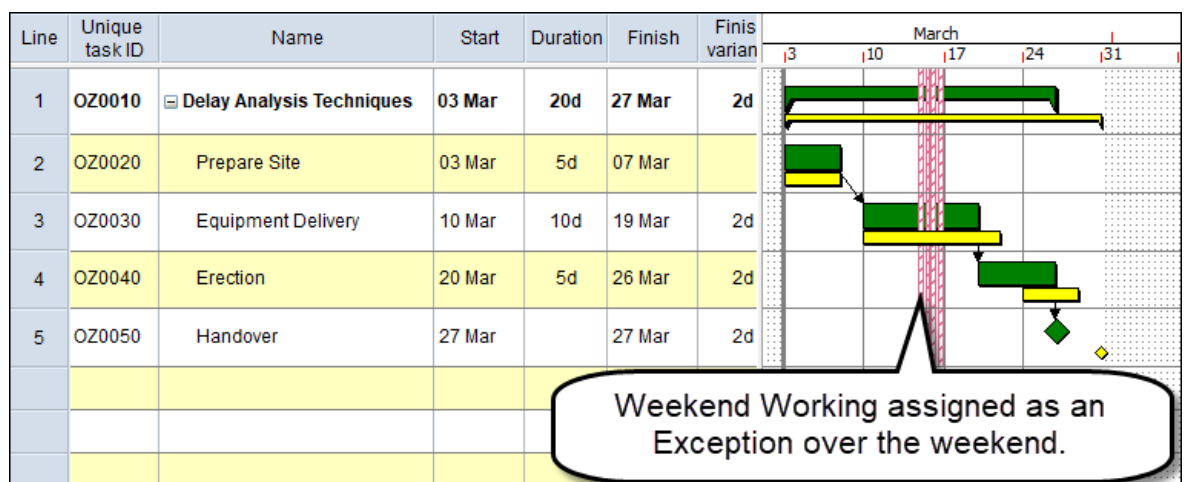 Line Unique task ID Name Start Duration Finish Finis varian March
3 10 17 24 31
1 OZ0010 Delay Analysis Techniques 03 Mar 20d 27 Mar 2d
2 OZ0020 Prepare Site 03 Mar 5d 07 Mar
3 OZ0030 Equipment Delivery 10 Mar 10d 19 Mar 2d
4 OZ0040 Erection 20 Mar 5d 26 Mar 2d
5 OZ0050 Handover 27 Mar 27 Mar 2d
Weekend Working assigned as an
Exception over the weekend.